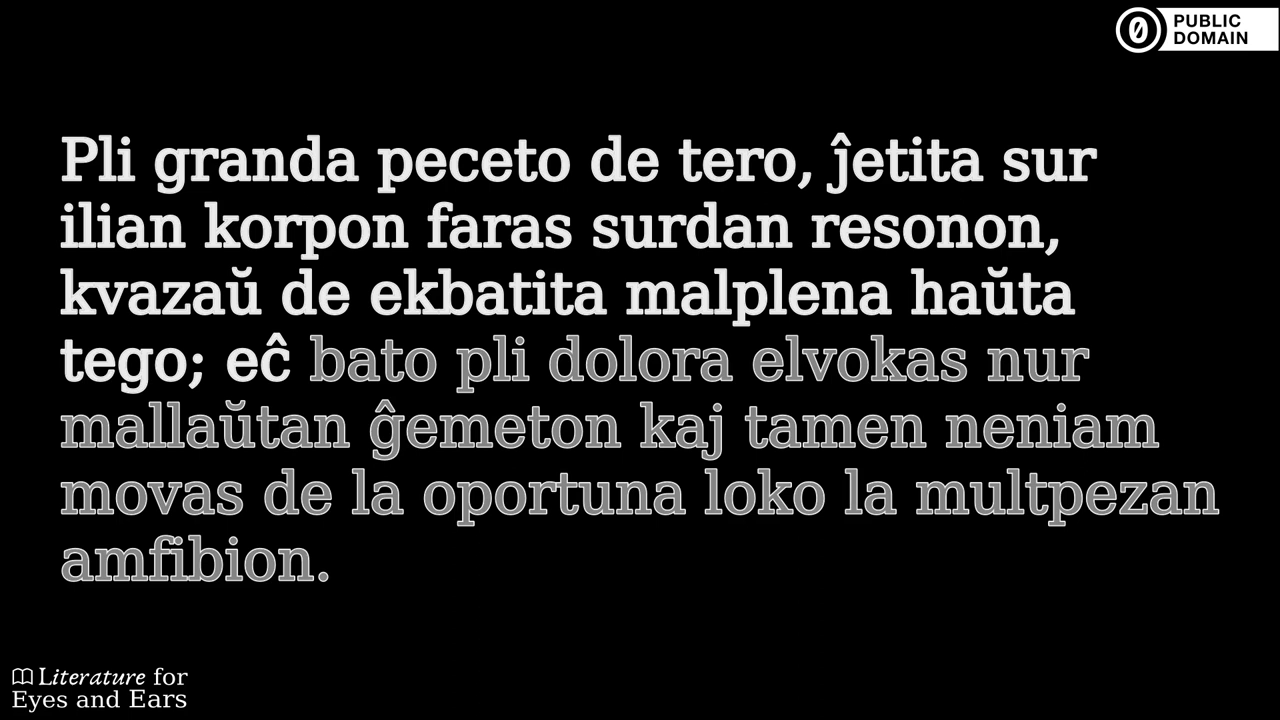 PUBLIC
DOMAIN
Pli granda peceto de tero, ĵetita sur
ilian korpon faras surdan resonon,
kvazaŭ de ekbatita malplena haŭta
tego; eĉ bato pli dolora elvokas nur
mallaŭtan ĝemeton kaj tamen neniam
movas de la oportuna loko la multpezan
amfibion.
Literature for
Eyes and Ears